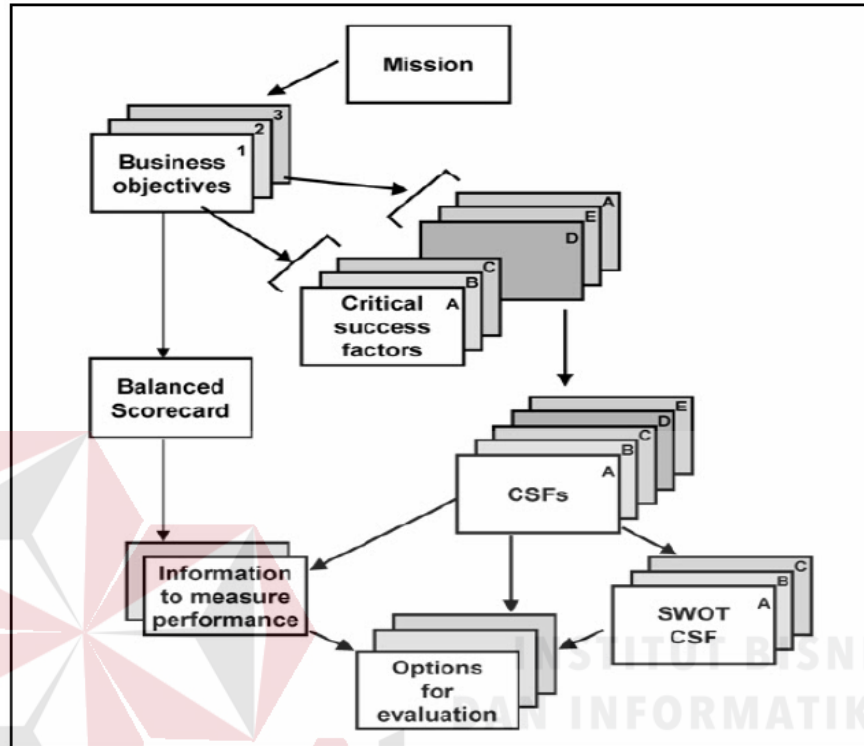 Mission
3
2
1
Business
objectives
A
E
D
C
B
A
Critical
success
factors
Balanced
Scorecard
E
D
C
B
A
CSFs
Information
to measure
performance
C
B
A
SWOT
CSF
Options
for
evaluation
INSTITUT BISNI
DAN INFORMATIK